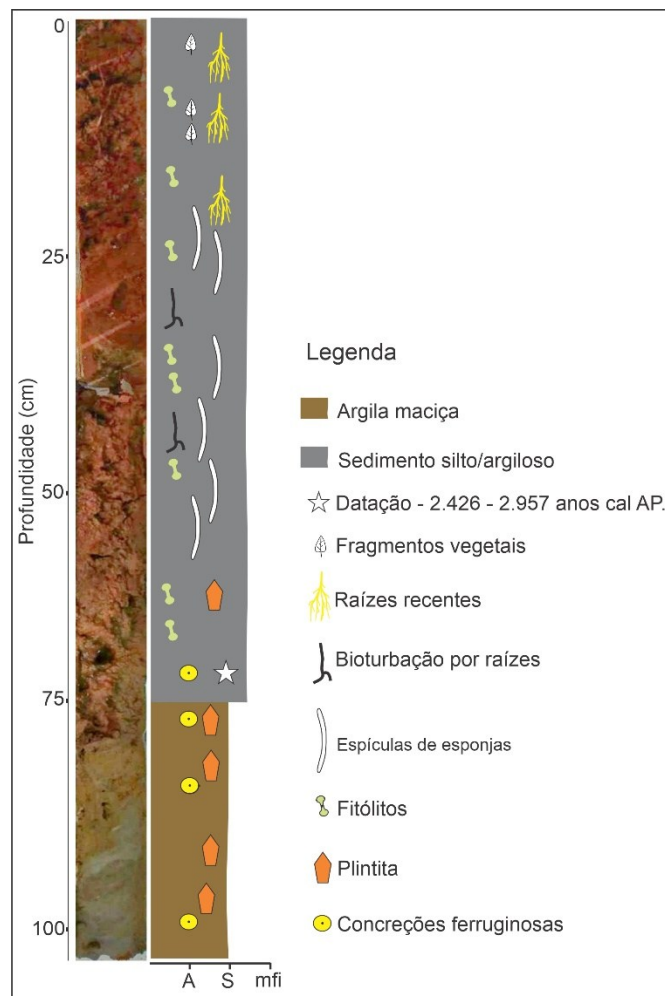 0
25
50
75
100
Profundidade (cm)
A S mfi
Legenda
Argila maciça
Sedimento silto/argiloso
Datação - 2.426 - 2.957 anos cal AP.
Fragmentos vegetais
Raízes recentes
Bioturbação por raízes
Espículas de esponjas
Fitólitos
Plintita
Concreções ferruginosas